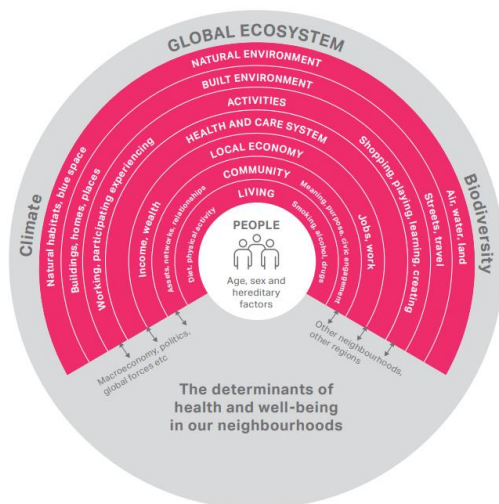 GLOBAL ECOSYSTEM
Climate
Biodiversity
NATURAL ENVIRONMENT
Natural habitats, blue space
Air, water, land
BUILT ENVIRONMENT
Buildings, homes, places
Streets, travel
ACTIVITIES
Working, participating experiencing
Shopping, playing, learning, creating
HEALTH AND CARE SYSTEM
LOCAL ECONOMY
Income, wealth
Jobs, work
COMMUNITY
Assets, networks, relationships
Meaning, purpose, civic engagement
LIVING
Diet, physical activity
Smoking, alcohol, drugs
PEOPLE
Age, sex and
hereditary
factors
Macroeconomy, politics,
global forces etc
Other neighbourhoods,
other regions
The determinants of
health and well-being
in our neighbourhoods